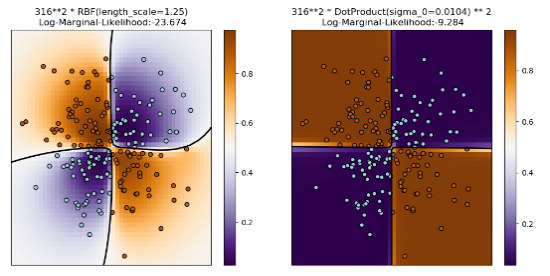 316**2 * RBF(length_scale=1.25)
Log-Marginal-Likelihood:-23.674
0.8
0.6
0.4
0.2
316**2 * DotProduct(sigma_0=0.0104) ** 2
Log-Marginal-Likelihood:-9.284
0.8
0.6
0.4
0.2